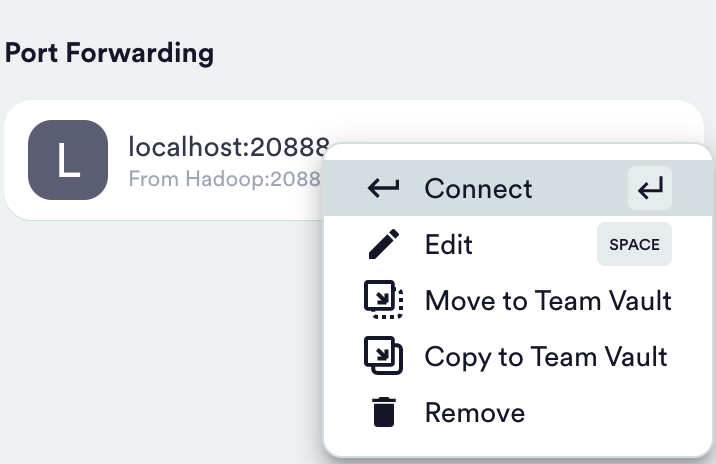 Port Forwarding
L
localhost:20888
From Hadoop:2088
Connect
Edit
SPACE
Move to Team Vault
Copy to Team Vault
Remove